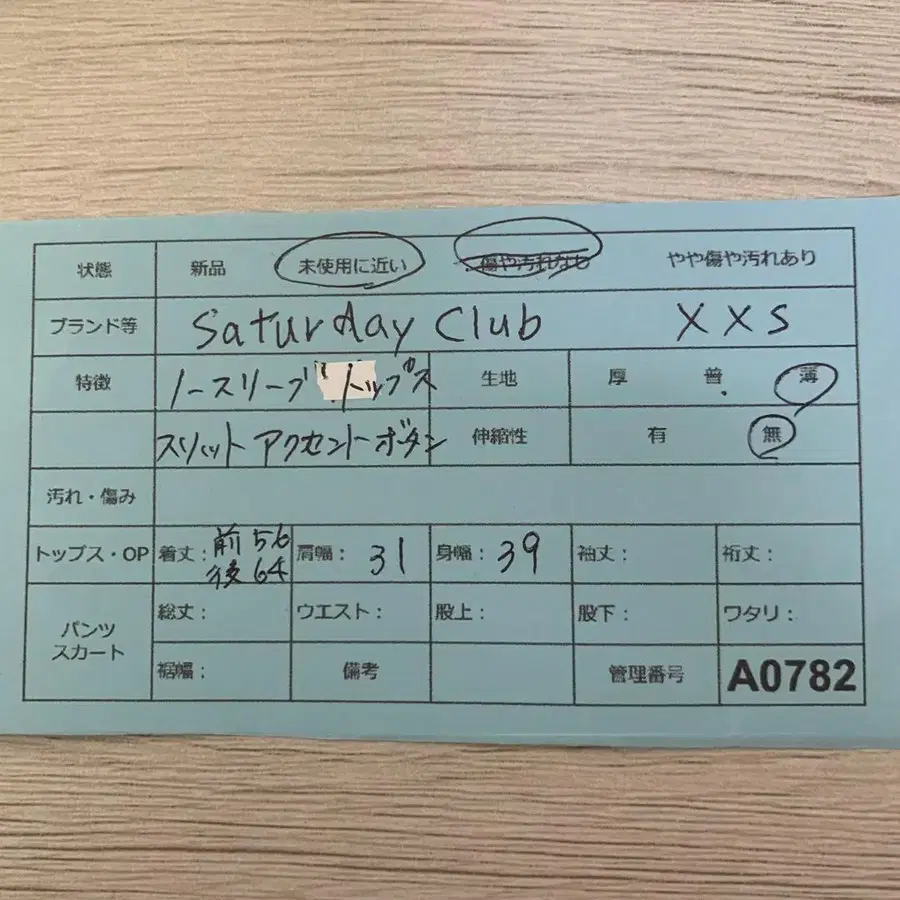 状態 新品 未使用に近い 傷や汚れなし やや傷や汚れあり
ブランド等 Saturday Club XXS
特徴 ノースリーブ トップス 生地 厚 普 薄
スリット アクセントボタン 伸縮性 有 無
汚れ・傷み
トップス・OP 着丈: 前56 肩幅: 31 身幅: 39 袖丈: 裄丈:
後64
パンツ 総丈: ウエスト: 股上: 股下: ワタリ:
スカート
裾幅: 備考 管理番号 A0782